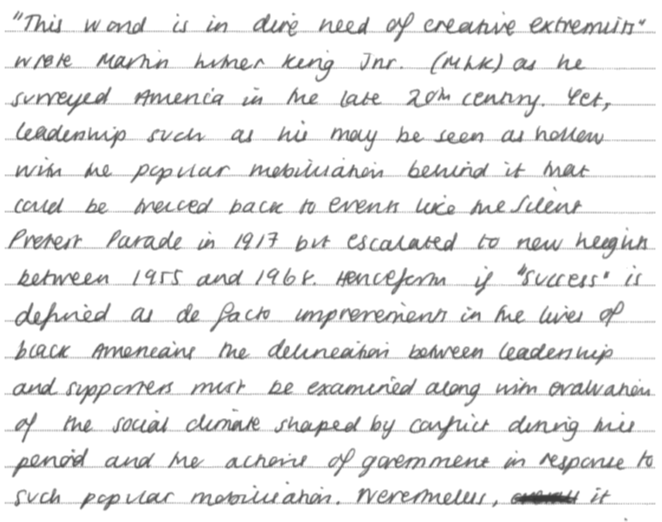 "This world is in dire need of creative extremists"
wrote Martin Luther King Jnr. (MLK) as he
surveyed America in the late 20th century. Yet,
leadership such as his may be seen as hollow
with the popular mobilisation behind it that
could be traced back to events like the Silent
Protest Parade in 1917 but escalated to new heights
between 1955 and 1968. Henceforth if "success" is
defined as de facto improvements in the lives of
black Americans the delineation between leadership
and supporters must be examined along with evaluation
of the social climate shaped by conflict during this
period and the actions of government in response to
such popular mobilisation. Nevertheless, it